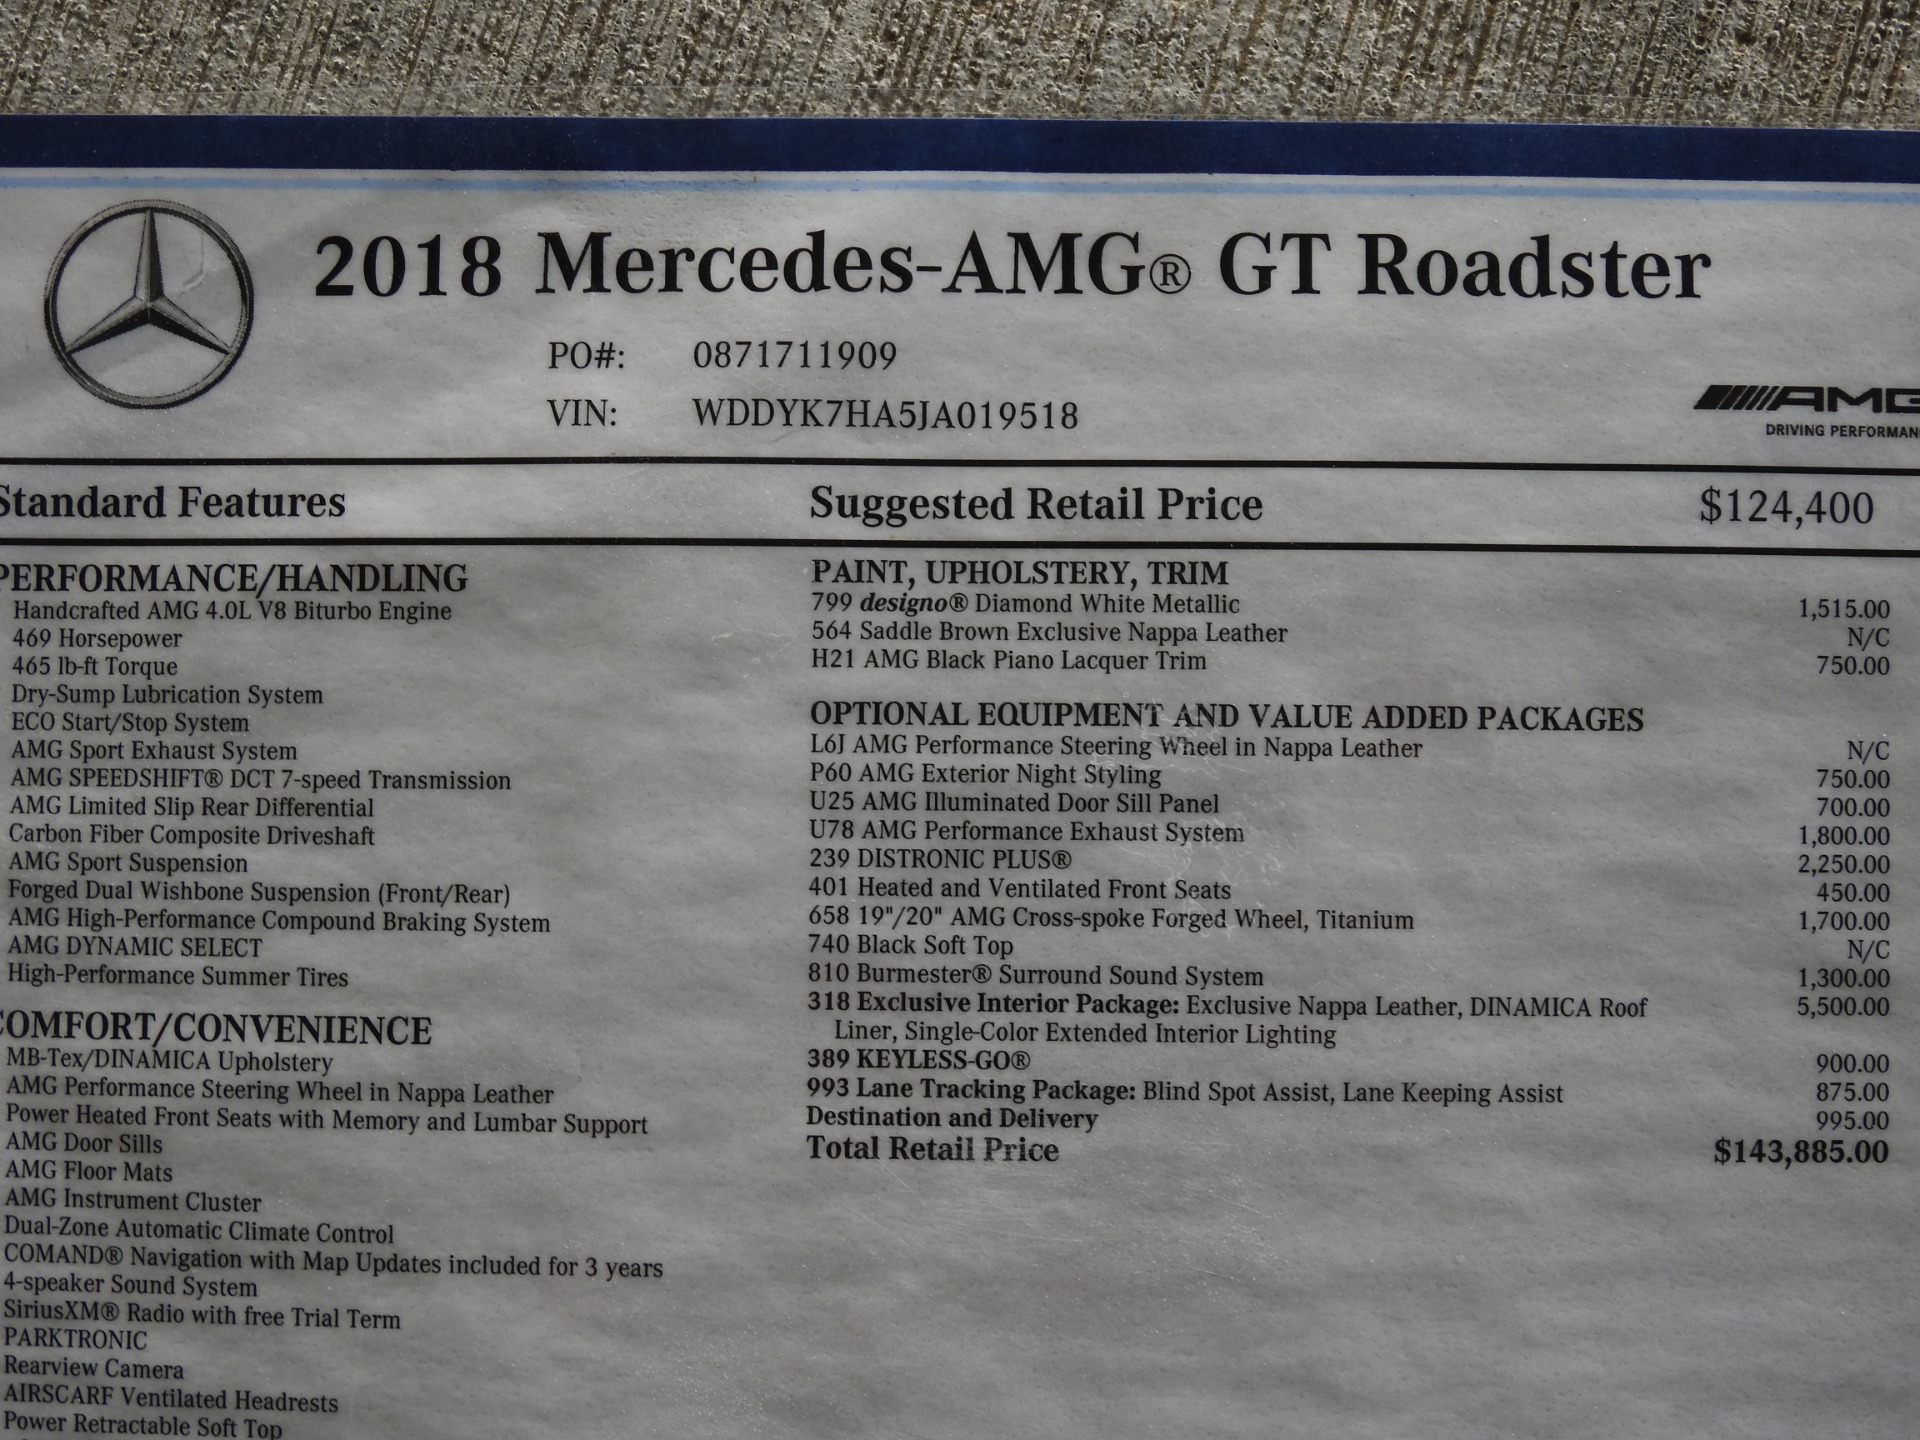 2018 Mercedes-AMG® GT Roadster
PO#: 0871711909
VIN: WDDYK7HA5JA019518
AMG
DRIVING PERFORMAN
Standard Features
PERFORMANCE/HANDLING
Handcrafted AMG 4.0L V8 Biturbo Engine
469 Horsepower
465 lb-ft Torque
Dry-Sump Lubrication System
ECO Start/Stop System
AMG Sport Exhaust System
AMG SPEEDSHIFT® DCT 7-speed Transmission
AMG Limited Slip Rear Differential
Carbon Fiber Composite Driveshaft
AMG Sport Suspension
Forged Dual Wishbone Suspension (Front/Rear)
AMG High-Performance Compound Braking System
AMG DYNAMIC SELECT
High-Performance Summer Tires
COMFORT/CONVENIENCE
MB-Tex/DINAMICA Upholstery
AMG Performance Steering Wheel in Nappa Leather
Power Heated Front Seats with Memory and Lumbar Support
AMG Door Sills
AMG Floor Mats
AMG Instrument Cluster
Dual-Zone Automatic Climate Control
COMAND® Navigation with Map Updates included for 3 years
4-speaker Sound System
SiriusXM® Radio with free Trial Term
PARKTRONIC
Rearview Camera
AIRSCARF Ventilated Headrests
Power Retractable Soft Top
Suggested Retail Price $124,400
PAINT, UPHOLSTERY, TRIM
799 designo® Diamond White Metallic 1,515.00
564 Saddle Brown Exclusive Nappa Leather N/C
H21 AMG Black Piano Lacquer Trim 750.00
OPTIONAL EQUIPMENT AND VALUE ADDED PACKAGES
L6J AMG Performance Steering Wheel in Nappa Leather N/C
P60 AMG Exterior Night Styling 750.00
U25 AMG Illuminated Door Sill Panel 700.00
U78 AMG Performance Exhaust System 1,800.00
239 DISTRONIC PLUS® 2,250.00
401 Heated and Ventilated Front Seats 450.00
658 19"/20" AMG Cross-spoke Forged Wheel, Titanium 1,700.00
740 Black Soft Top N/C
810 Burmester® Surround Sound System 1,300.00
318 Exclusive Interior Package: Exclusive Nappa Leather, DINAMICA Roof 5,500.00
Liner, Single-Color Extended Interior Lighting
389 KEYLESS-GO® 900.00
993 Lane Tracking Package: Blind Spot Assist, Lane Keeping Assist 875.00
Destination and Delivery 995.00
Total Retail Price $143,885.00